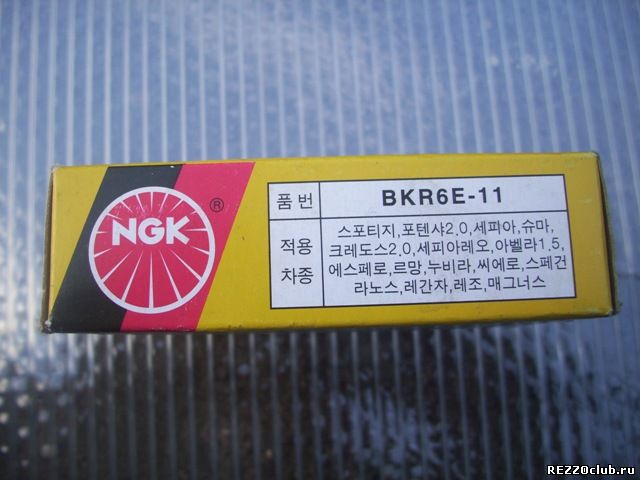 NGK
®
품 번
BKR6E-11
적용
차종
스포티지,포텐샤2.0,세피아,슈마,
크레도스2.0,세피아레오,아벨라1.5,
에스페로,르망,누비라,씨에로,스페건
라노스,레간자,레조,매그너스
REZZOclub.ru